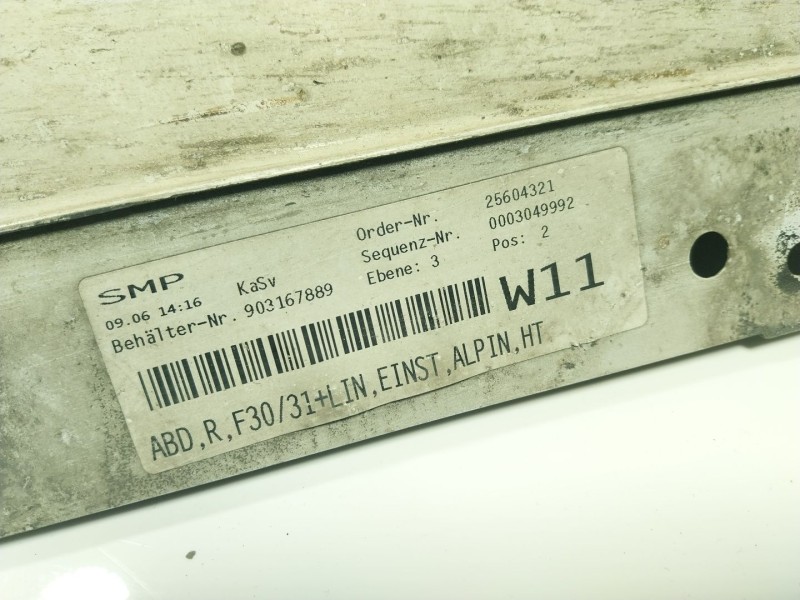 SMP
KaSv
Order-Nr. 25604321
09.06 14:16
Sequenz-Nr. 0003049992
Behälter-Nr. 903167889
Ebene: 3 Pos: 2
W11
ABD,R,F30/31+LIN,EINST,ALPIN,HT